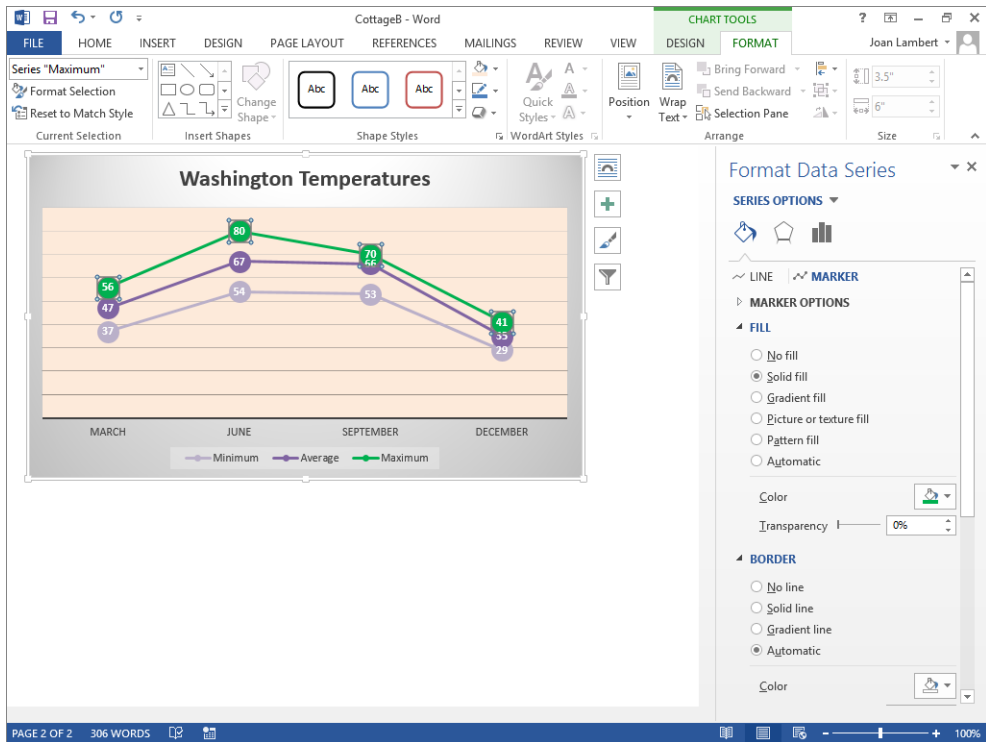 CottageB - Word
CHART TOOLS
?
FILE HOME INSERT DESIGN PAGE LAYOUT REFERENCES MAILINGS REVIEW VIEW DESIGN FORMAT Joan Lambert
Series "Maximum"
Format Selection
Reset to Match Style
Current Selection
Change
Shape
Insert Shapes
Abc Abc Abc
Shape Styles
Quick
Styles
WordArt Styles
Position
Wrap
Text
Bring Forward
Send Backward
Selection Pane
Arrange
3.5"
6"
Size
Washington Temperatures
80
67
54
56
47
37
70
66
53
41
35
29
MARCH JUNE SEPTEMBER DECEMBER
Minimum Average Maximum
Format Data Series
SERIES OPTIONS
LINE MARKER
MARKER OPTIONS
FILL
No fill
Solid fill
Gradient fill
Picture or texture fill
Pattern fill
Automatic
Color
Transparency 0%
BORDER
No line
Solid line
Gradient line
Automatic
Color
PAGE 2 OF 2 306 WORDS 100%